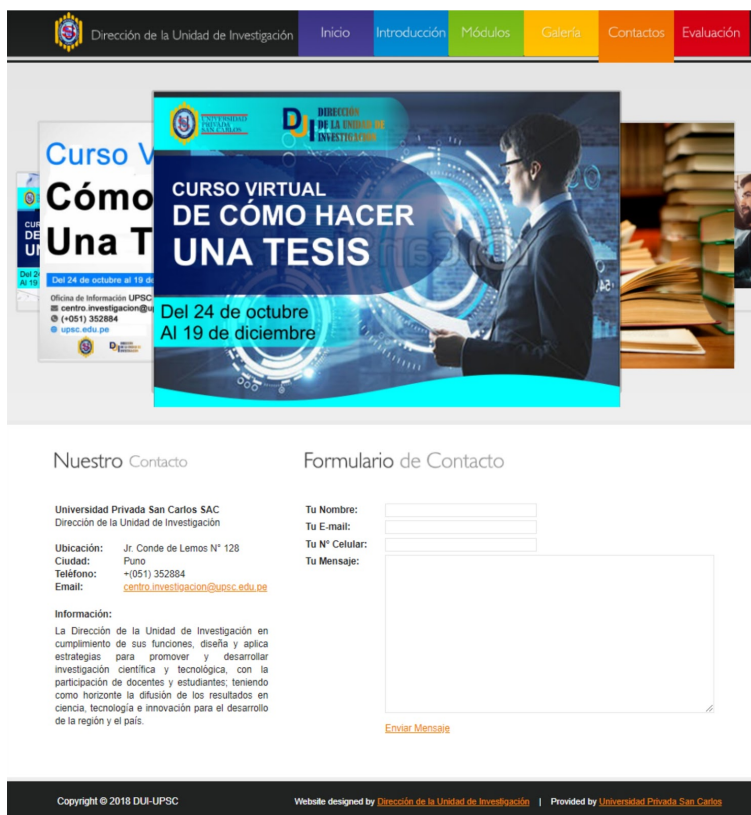 Dirección de la Unidad de Investigación
Inicio
Introducción
Módulos
Galería
Contactos
Evaluación
UNIVERSIDAD
PRIVADA
SAN CARLOS
DIRECCIÓN
DE LA UNIDAD DE
INVESTIGACIÓN
CURSO VIRTUAL
DE CÓMO HACER
UNA TESIS
Del 24 de octubre
Al 19 de diciembre
Curso V
Cómo
Una T
Del 24 de octubre al 19 de
Oficina de Información UPSC
centro.investigacion@up
(+051) 352884
upsc.edu.pe
Nuestro Contacto
Universidad Privada San Carlos SAC
Dirección de la Unidad de Investigación
Ubicación: Jr. Conde de Lemos N° 128
Ciudad: Puno
Teléfono: +(051) 352884
Email: centro.investigacion@upsc.edu.pe
Información:
La Dirección de la Unidad de Investigación en
cumplimiento de sus funciones, diseña y aplica
estrategias para promover y desarrollar
investigación científica y tecnológica, con la
participación de docentes y estudiantes; teniendo
como horizonte la difusión de los resultados en
ciencia, tecnología e innovación para el desarrollo
de la región y el país.
Formulario de Contacto
Tu Nombre:
Tu E-mail:
Tu Nº Celular:
Tu Mensaje:
Enviar Mensaje
Copyright © 2018 DUI-UPSC
Website designed by Dirección de la Unidad de Investigación | Provided by Universidad Privada San Carlos